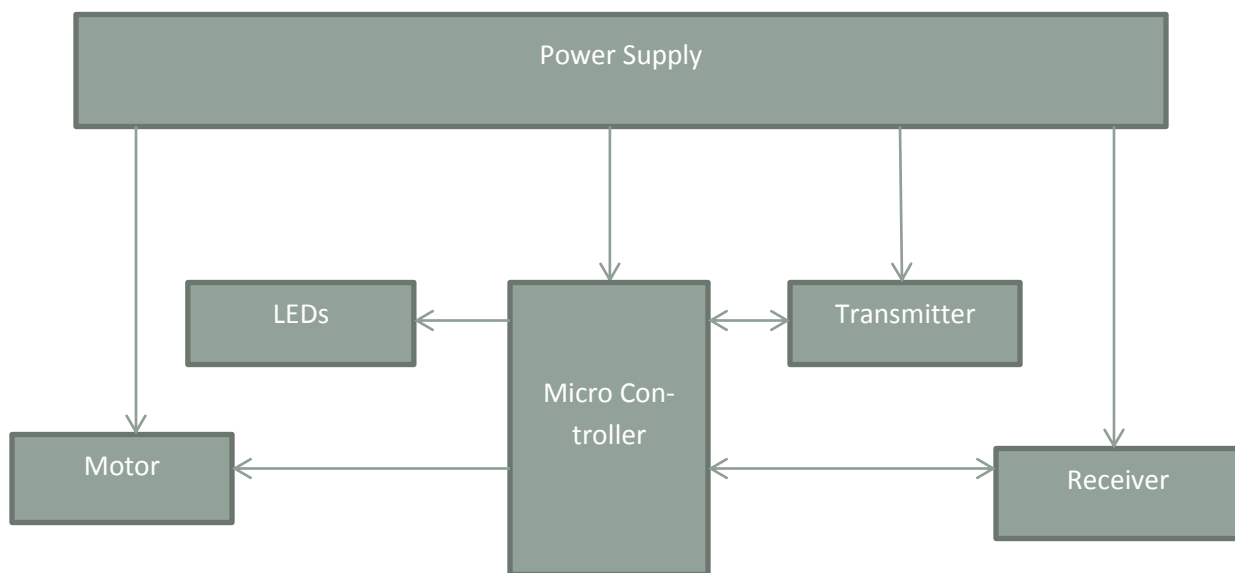 Power Supply
LEDs
Transmitter
Micro Con-
troller
Motor
Receiver